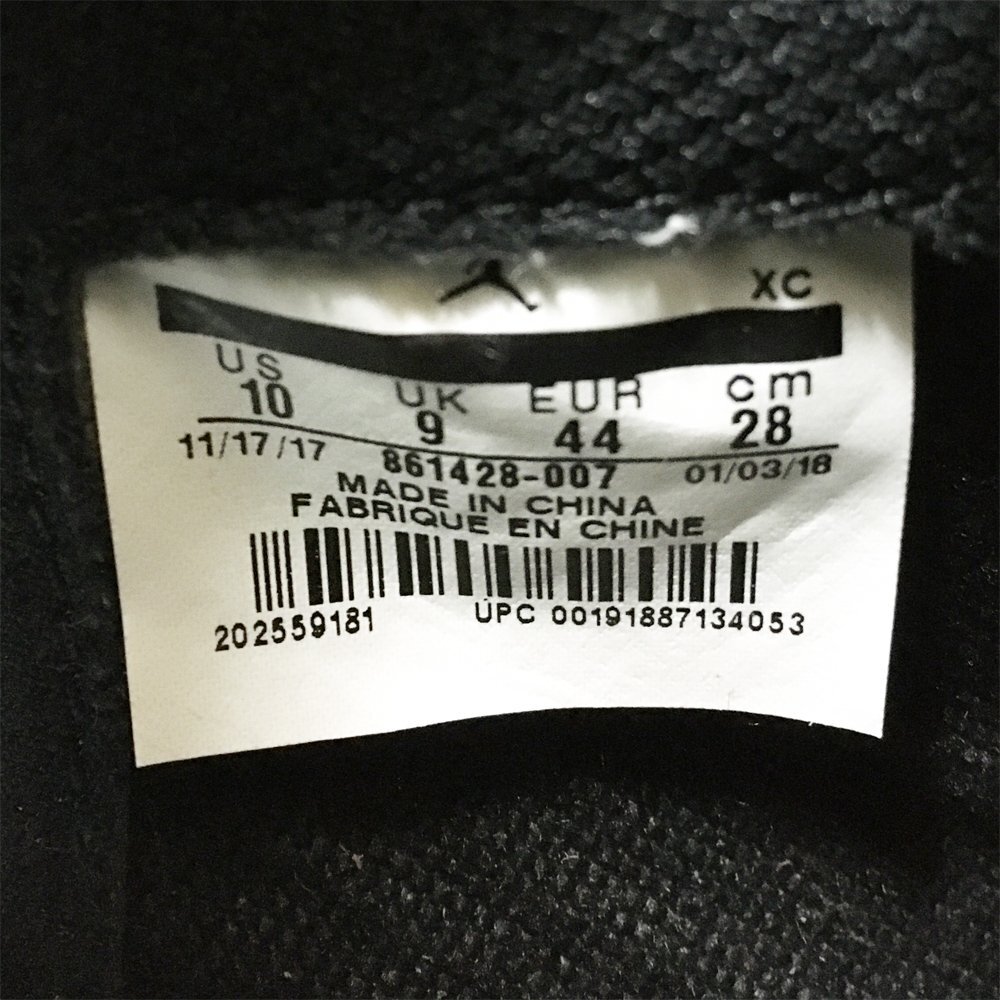 XC
US UK EUR cm
10 9 44 28
11/17/17 861428-007 01/03/18
MADE IN CHINA
FABRIQUE EN CHINE
202559181 UPC 00191887134053